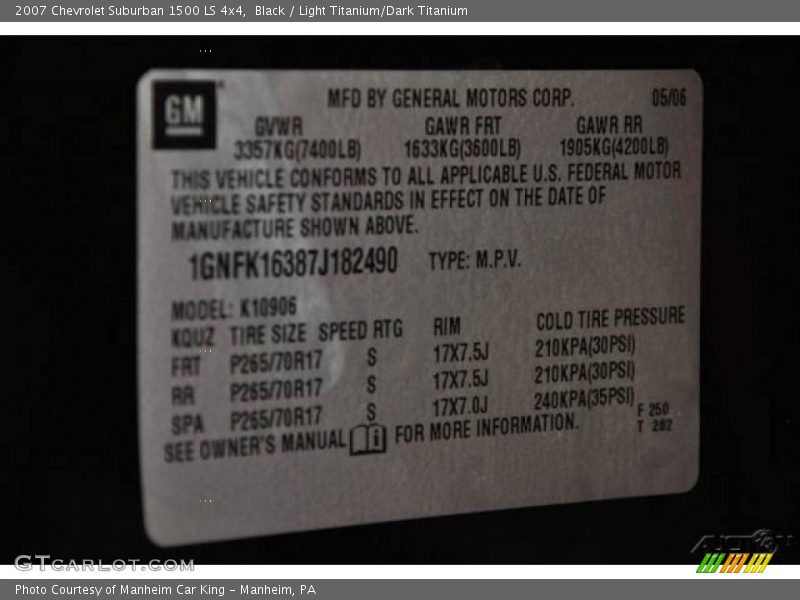 2007 Chevrolet Suburban 1500 LS 4x4,  Black / Light Titanium/Dark Titanium
GM
MFD BY GENERAL MOTORS CORP. 05/06
GVWR GAWR FRT GAWR RR
3357KG(7400LB) 1633KG(3600LB) 1905KG(4200LB)
THIS VEHICLE CONFORMS TO ALL APPLICABLE U.S. FEDERAL MOTOR
VEHICLE SAFETY STANDARDS IN EFFECT ON THE DATE OF
MANUFACTURE SHOWN ABOVE.
1GNFK16387J182490 TYPE: M.P.V.
MODEL: K10906
KQUZ TIRE SIZE SPEED RTG RIM COLD TIRE PRESSURE
FRT P265/70R17 S 17X7.5J 210KPA(30PSI)
RR P265/70R17 S 17X7.5J 210KPA(30PSI)
SPA P265/70R17 S 17X7.0J 240KPA(35PSI) F 250
SEE OWNER'S MANUAL FOR MORE INFORMATION. T 282
GTcarlot.com
Photo Courtesy of Manheim Car King – Manheim, PA